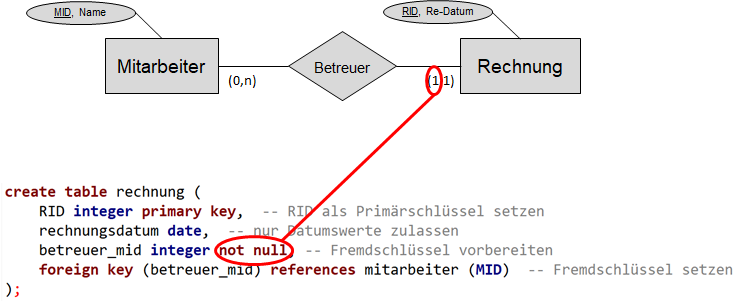 MID, Name
RID, Re-Datum
Mitarbeiter
Betreuer
Rechnung
(0,n)
(1,1)
create table rechnung (
RID integer primary key, -- RID als Primärschlüssel setzen
rechnungsdatum date, -- nur Datumswerte zulassen
betreuer_mid integer not null, -- Fremdschlüssel vorbereiten
foreign key (betreuer_mid) references mitarbeiter (MID) -- Fremdschlüssel setzen
);